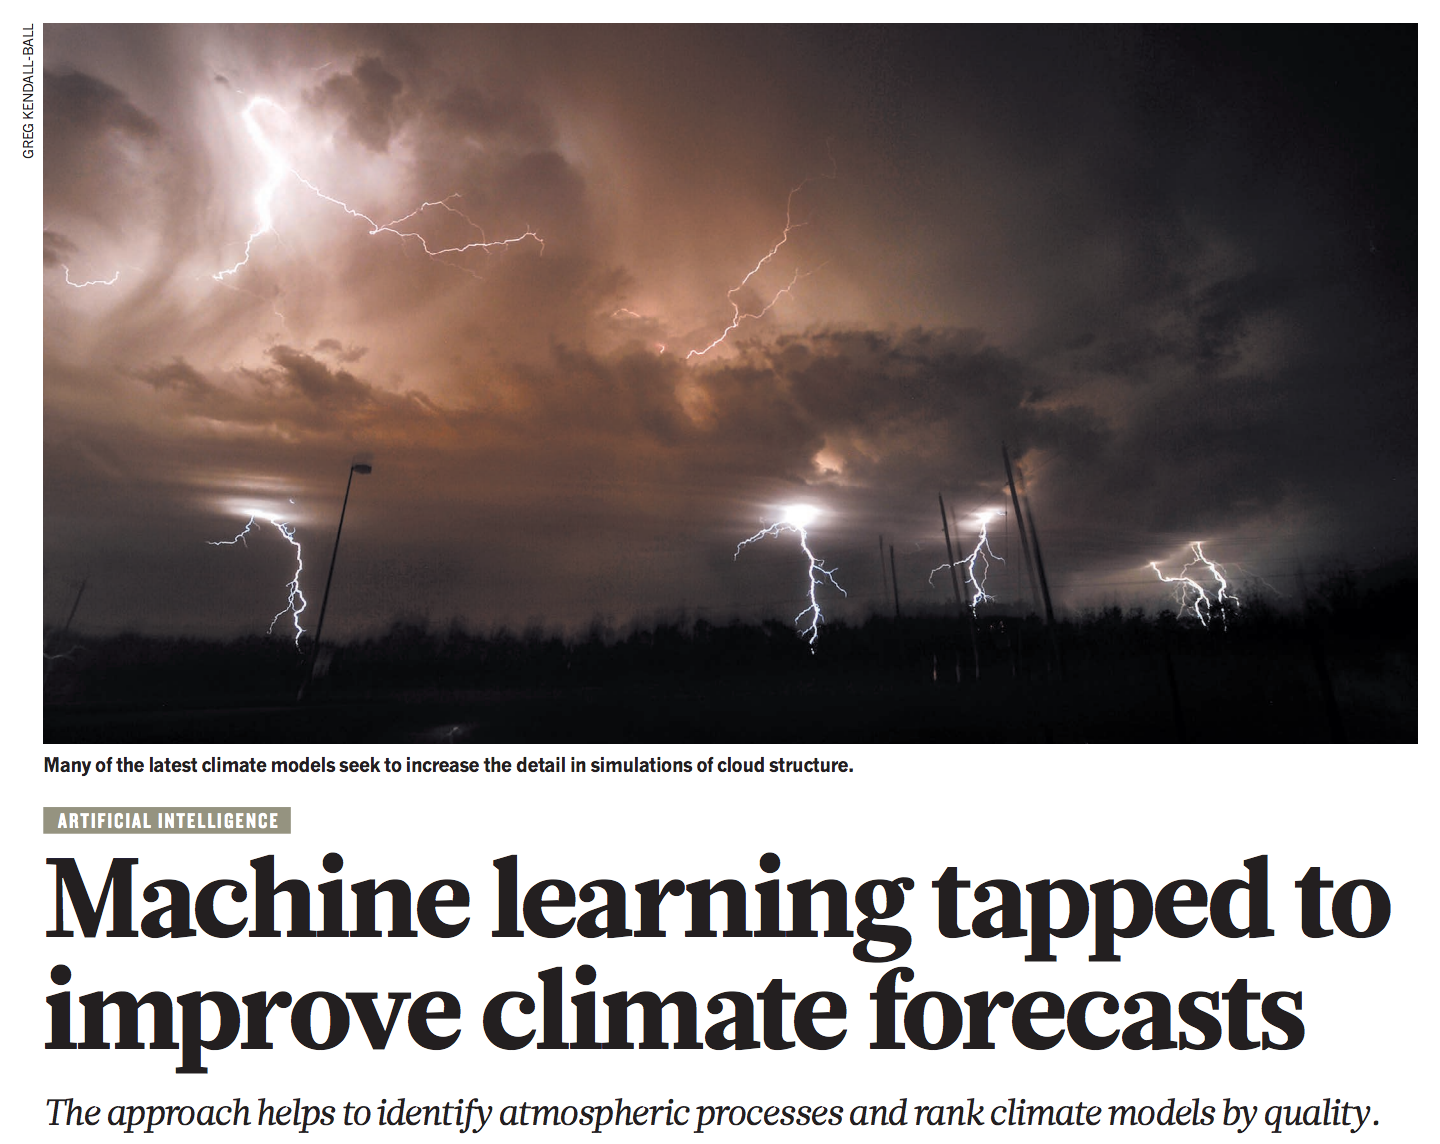 GREG KENDALL-BALL
Many of the latest climate models seek to increase the detail in simulations of cloud structure.
ARTIFICIAL INTELLIGENCE
Machine learning tapped to
improve climate forecasts
The approach helps to identify atmospheric processes and rank climate models by quality.